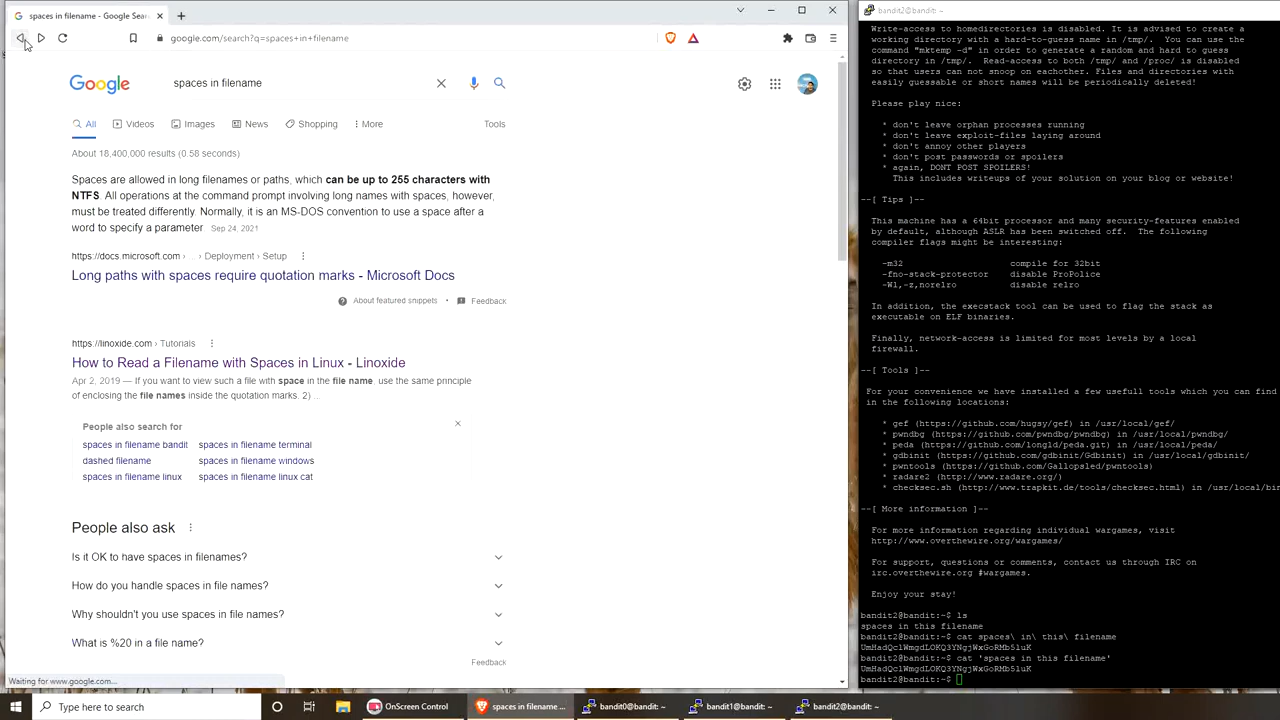 spaces in filename - Google Sear
google.com/search?q=spaces+in+filename
Google
spaces in filename
All
Videos
Images
News
Shopping
More
Tools
About 18,400,000 results (0.58 seconds)
Spaces are allowed in long filenames or paths, which can be up to 255 characters with
NTFS. All operations at the command prompt involving long names with spaces, however,
must be treated differently. Normally, it is an MS-DOS convention to use a space after a
word to specify a parameter Sep 24, 2021
https://docs.microsoft.com › ... › Deployment › Setup
Long paths with spaces require quotation marks - Microsoft Docs
About featured snippets • Feedback
https://linoxide.com › Tutorials
How to Read a Filename with Spaces in Linux - Linoxide
Apr 2, 2019 — If you want to view such a file with space in the file name, use the same principle
of enclosing the file names inside the quotation marks. 2) ...
People also search for
spaces in filename bandit spaces in filename terminal
dashed filename spaces in filename windows
spaces in filename linux spaces in filename linux cat
People also ask
Is it OK to have spaces in filenames?
How do you handle spaces in file names?
Why shouldn't you use spaces in file names?
What is %20 in a file name?
Feedback
Waiting for www.google.com...
bandit2@bandit: ~
Write-access to homedirectories is disabled. It is advised to create a
working directory with a hard-to-guess name in /tmp/. You can use the
command "mktemp -d" in order to generate a random and hard to guess
directory in /tmp/. Read-access to both /tmp/ and /proc/ is disabled
so that users can not snoop on eachother. Files and directories with
easily guessable or short names will be periodically deleted!
Please play nice:
* don't leave orphan processes running
* don't leave exploit-files laying around
* don't annoy other players
* don't post passwords or spoilers
* again, DONT POST SPOILERS!
This includes writeups of your solution on your blog or website!
--[ Tips ]--
This machine has a 64bit processor and many security-features enabled
by default, although ASLR has been switched off. The following
compiler flags might be interesting:
-m32 compile for 32bit
-fno-stack-protector disable ProPolice
-Wl,-z,norelro disable relro
In addition, the execstack tool can be used to flag the stack as
executable on ELF binaries.
Finally, network-access is limited for most levels by a local
firewall.
--[ Tools ]--
For your convenience we have installed a few usefull tools which you can find
in the following locations:
* gef (https://github.com/hugsy/gef) in /usr/local/gef/
* pwndbg (https://github.com/pwndbg/pwndbg) in /usr/local/pwndbg/
* peda (https://github.com/longld/peda.git) in /usr/local/peda/
* gdbinit (https://github.com/gdbinit/Gdbinit) in /usr/local/gdbinit/
* pwntools (https://github.com/Gallopsled/pwntools)
* radare2 (http://www.radare.org/)
* checksec.sh (http://www.trapkit.de/tools/checksec.html) in /usr/local/bin
--[ More information ]--
For more information regarding individual wargames, visit
http://www.overthewire.org/wargames/
For support, questions or comments, contact us through IRC on
irc.overthewire.org #wargames.
Enjoy your stay!
bandit2@bandit:~$ ls
spaces in this filename
bandit2@bandit:~$ cat spaces\ in\ this\ filename
UmHadQclWmgdLOKQ3YNgjWxGoRMb5luK
bandit2@bandit:~$ cat 'spaces in this filename'
UmHadQclWmgdLOKQ3YNgjWxGoRMb5luK
bandit2@bandit:~$
Type here to search
OnScreen Control
spaces in filename ...
bandit0@bandit: ~
bandit1@bandit: ~
bandit2@bandit: ~